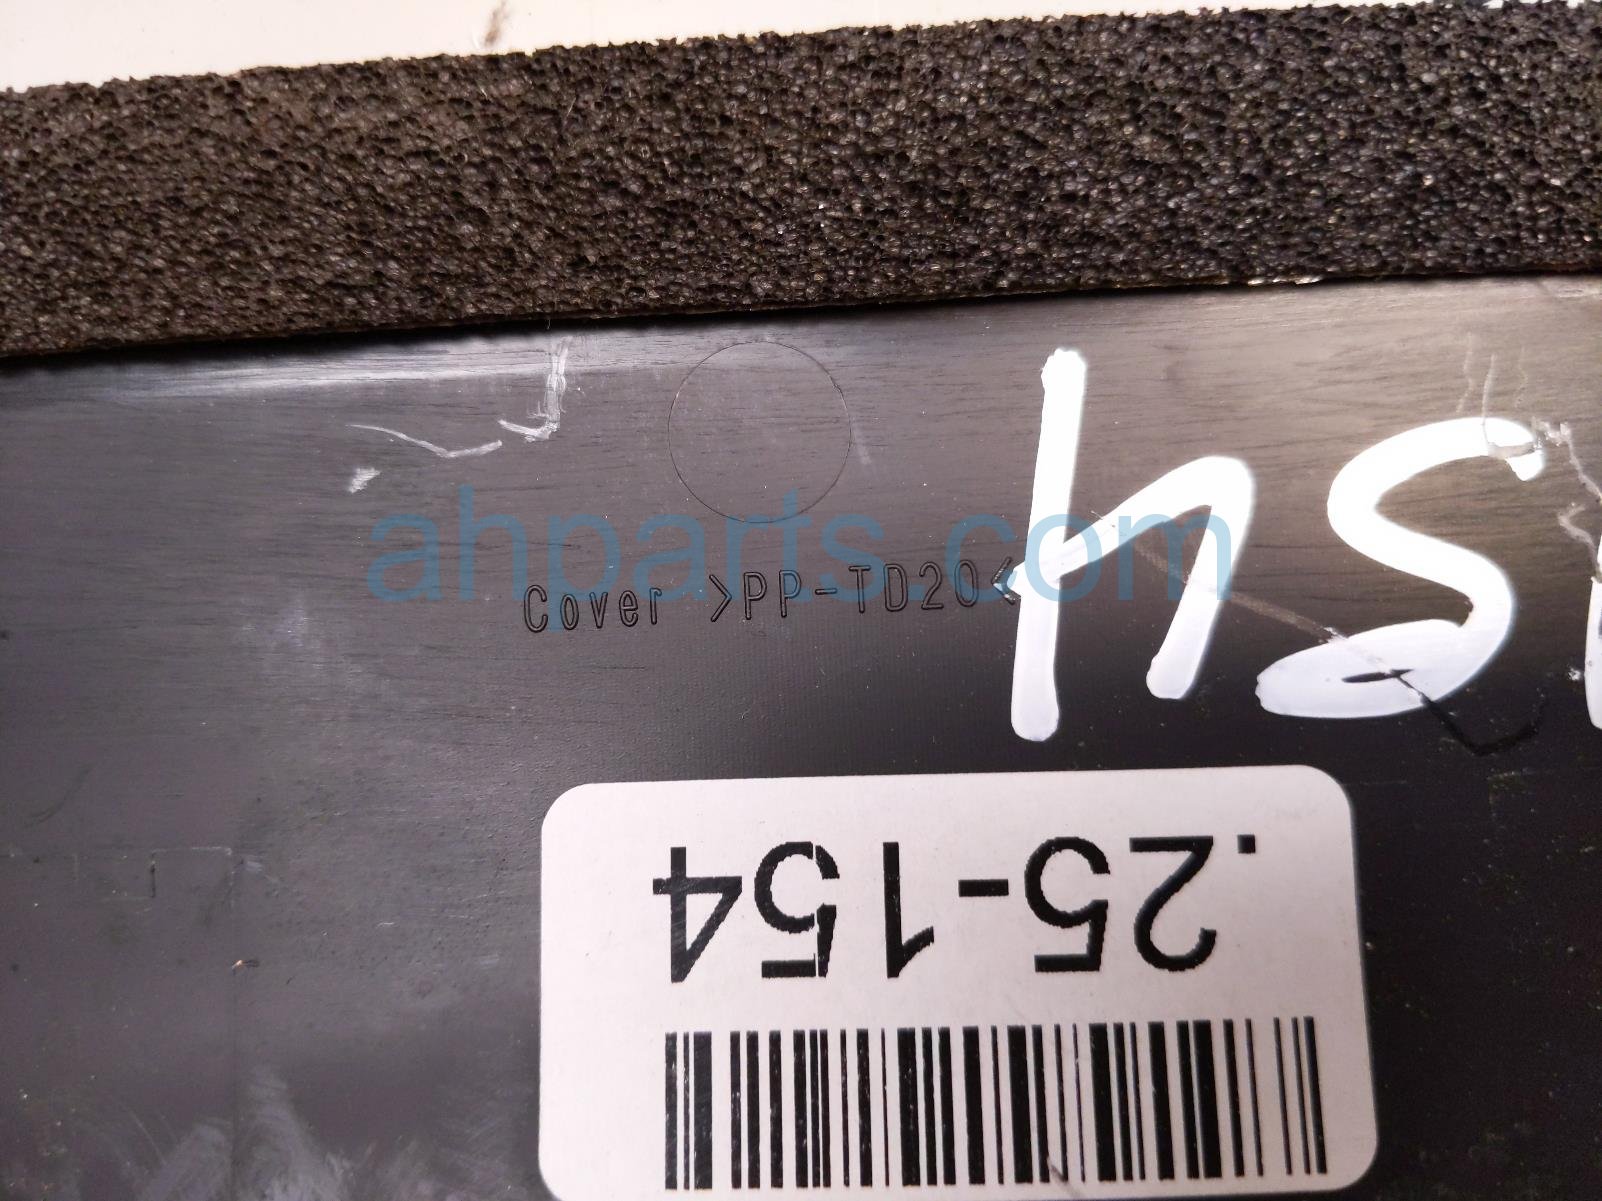 ahparts.com
Cover >PP-TD20<
.25-154